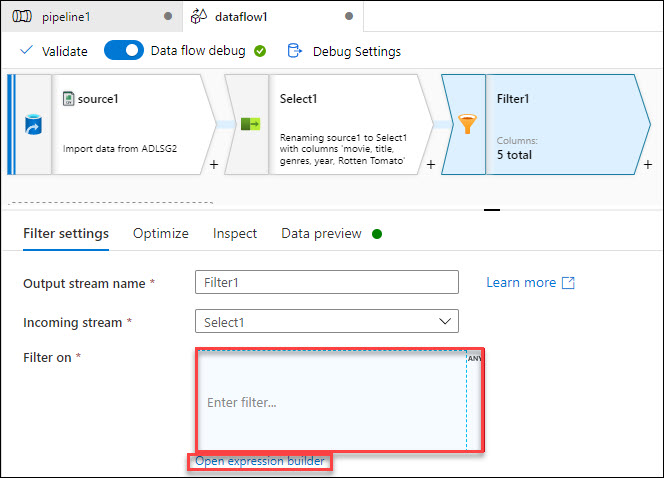 pipeline1
dataflow1
Validate
Data flow debug
Debug Settings
source1
Import data from ADLSG2
+
Select1
Renaming source1 to Select1
with columns 'movie, title,
genres, year, Rotten Tomato'
+
Filter1
Columns:
5 total
+
Filter settings
Optimize
Inspect
Data preview
Output stream name *
Filter1
Learn more
Incoming stream *
Select1
Filter on *
Enter filter...
ANY
Open expression builder